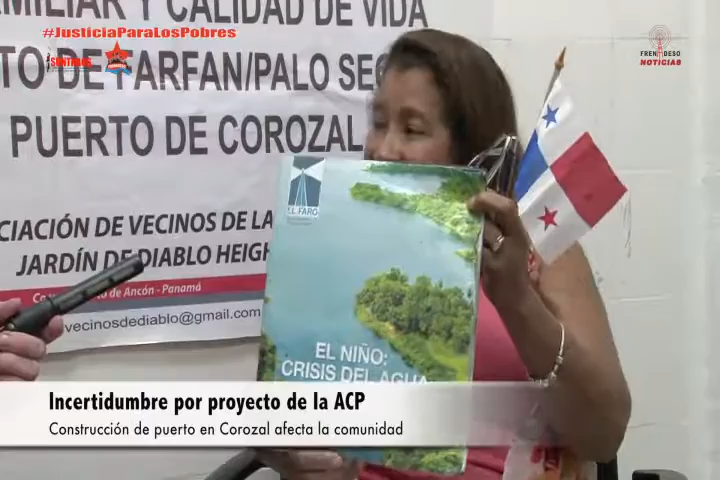 #JusticiaParaLosPobres
FAMILIAR Y CALIDAD DE VIDA
FRENADESO
NOTICIAS
SUNTRACS
DE FARFAN/PALO SE
PUERTO DE COROZAL
EL FARO
CIACIÓN DE VECINOS DE LA
JARDÍN DE DIABLO HEIGH
to de Ancón - Panamá
vecinosdediablo@gmail.com
EL NIÑO:
CRISIS DEL AGUA
Incertidumbre por proyecto de la ACP
Construcción de puerto en Corozal afecta la comunidad